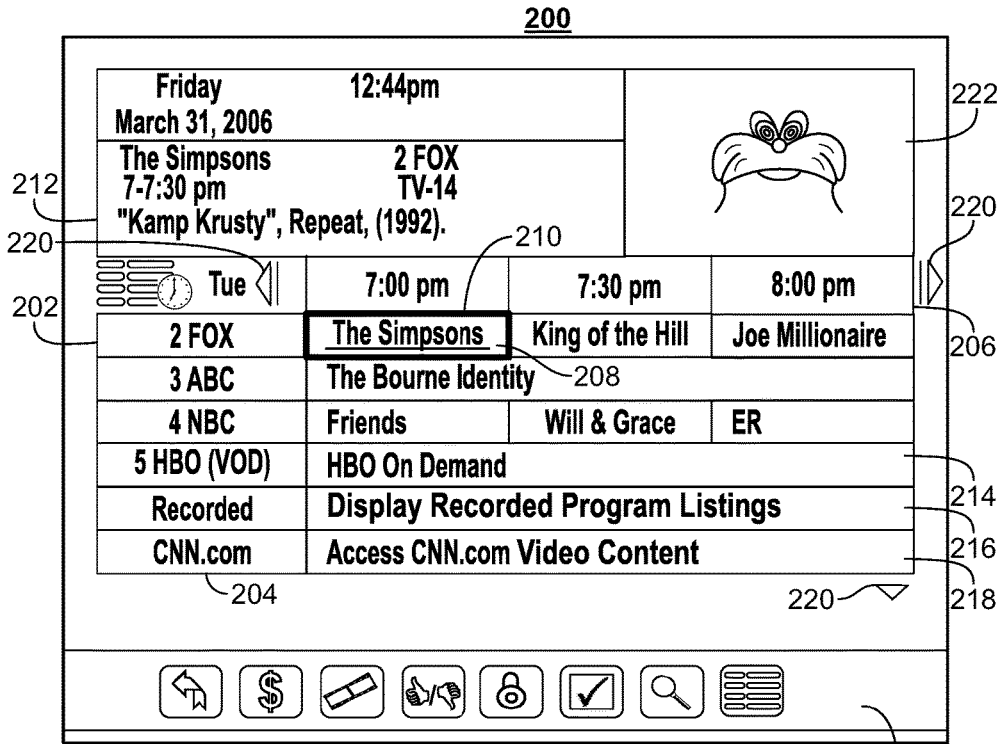 200
Friday 12:44pm
March 31, 2006
222
The Simpsons 2 FOX
212
7-7:30 pm TV-14
"Kamp Krusty", Repeat, (1992).
220
210
220
Tue 7:00 pm 7:30 pm 8:00 pm
202
206
2 FOX The Simpsons King of the Hill Joe Millionaire
208
3 ABC The Bourne Identity
4 NBC Friends Will & Grace ER
5 HBO (VOD) HBO On Demand
214
Recorded Display Recorded Program Listings
216
CNN.com Access CNN.com Video Content
204
220
218
$